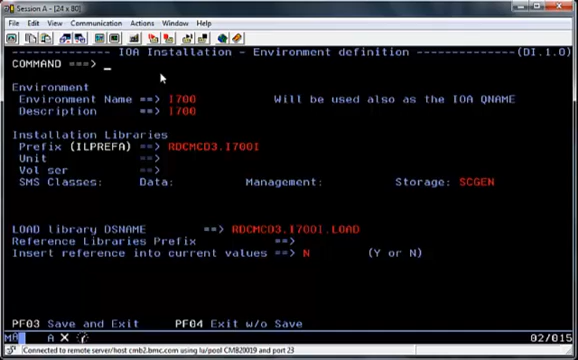 Session A - [24 x 80]
File Edit View Communication Actions Window Help
IOA Installation - Environment definition (DI.1.0)
COMMAND ===> _
Environment
Environment Name ==> I700 Will be used also as the IOA QNAME
Description ==> I700
Installation Libraries
Prefix (ILPREFA) ==> RDCMCD3.I700I
Unit ==>
Vol ser ==>
SMS Classes: Data: Management: Storage: SCGEN
LOAD library DSNAME ==> RDCMCD3.I700I.LOAD
Reference Libraries Prefix ==>
Insert reference into current values ==> N (Y or N)
PF03 Save and Exit PF04 Exit w/o Save
A 02/015
Connected to remote server/host cmb2.bmc.com using lu/pool CM820019 and port 23